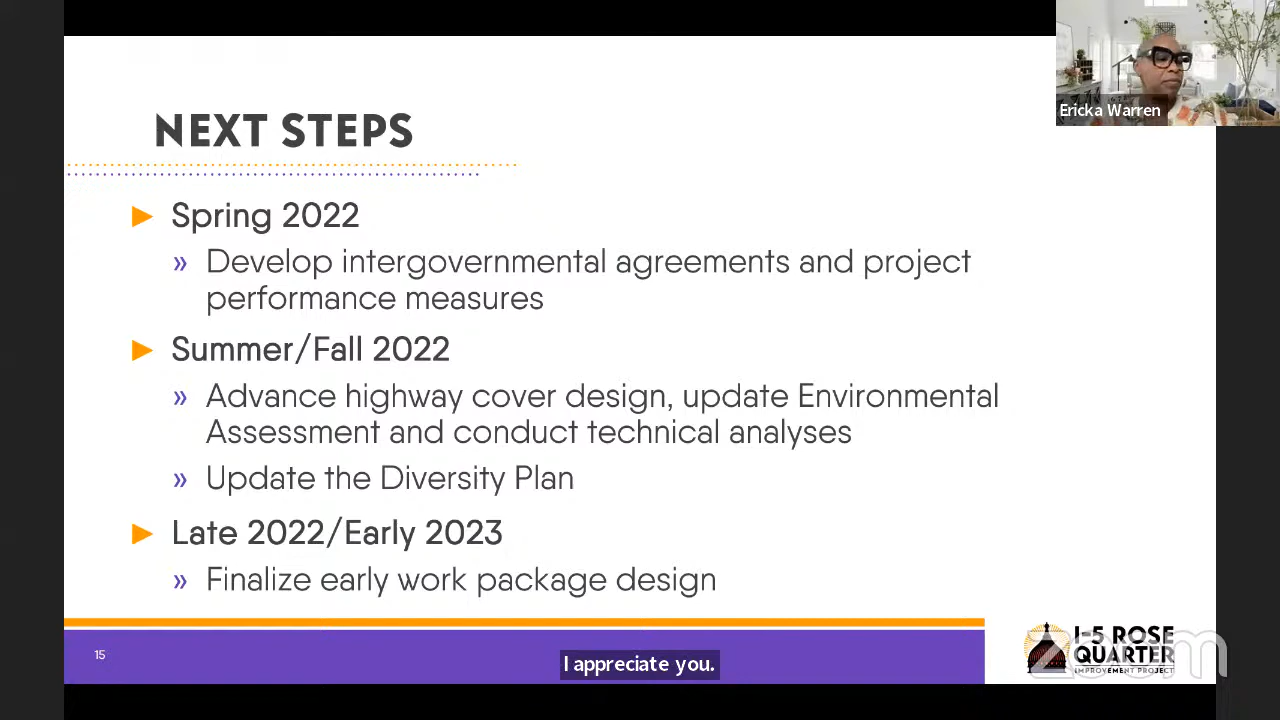 Ericka Warren
NEXT STEPS
Spring 2022
» Develop intergovernmental agreements and project
performance measures
Summer/Fall 2022
» Advance highway cover design, update Environmental
Assessment and conduct technical analyses
» Update the Diversity Plan
Late 2022/Early 2023
» Finalize early work package design
15
I appreciate you.
I-5 ROSE
QUARTER
IMPROVEMENT PROJECT
zoom